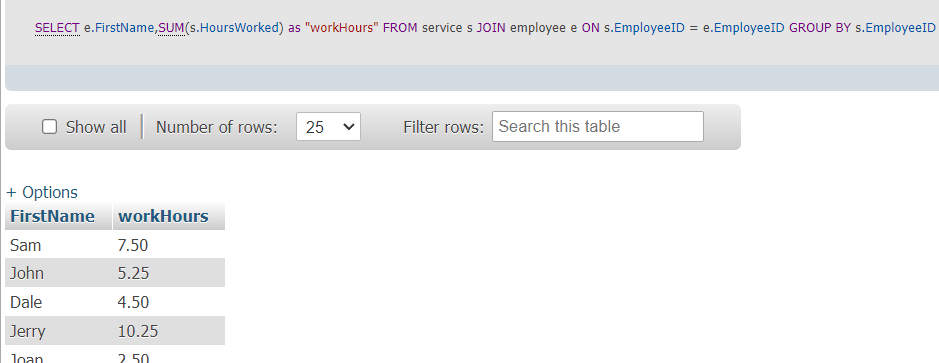 SELECT e.FirstName,SUM(s.HoursWorked) as "workHours" FROM service s JOIN employee e ON s.EmployeeID = e.EmployeeID GROUP BY s.EmployeeID
Show all Number of rows: 25 Filter rows: Search this table
+ Options
FirstName workHours
Sam 7.50
John 5.25
Dale 4.50
Jerry 10.25
Joan 2.50